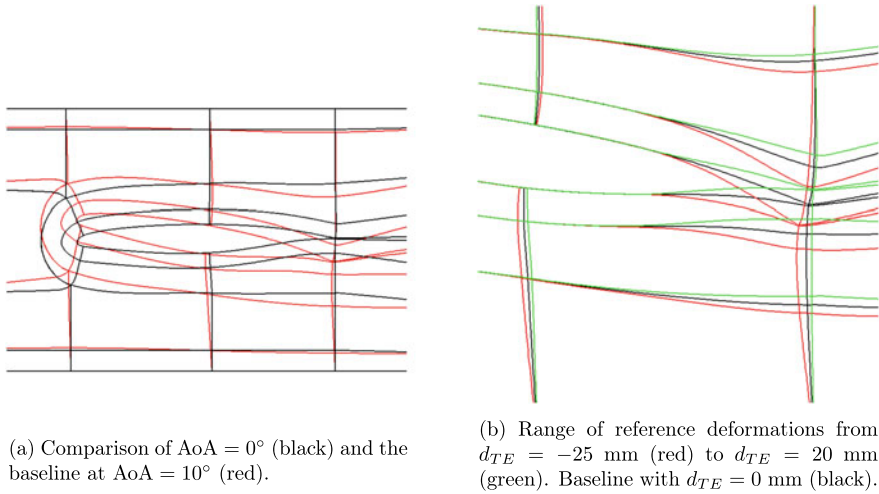 (a) Comparison of AoA = 0° (black) and the
baseline at AoA = 10° (red).
(b) Range of reference deformations from
d_TE = −25 mm (red) to d_TE = 20 mm
(green). Baseline with d_TE = 0 mm (black).